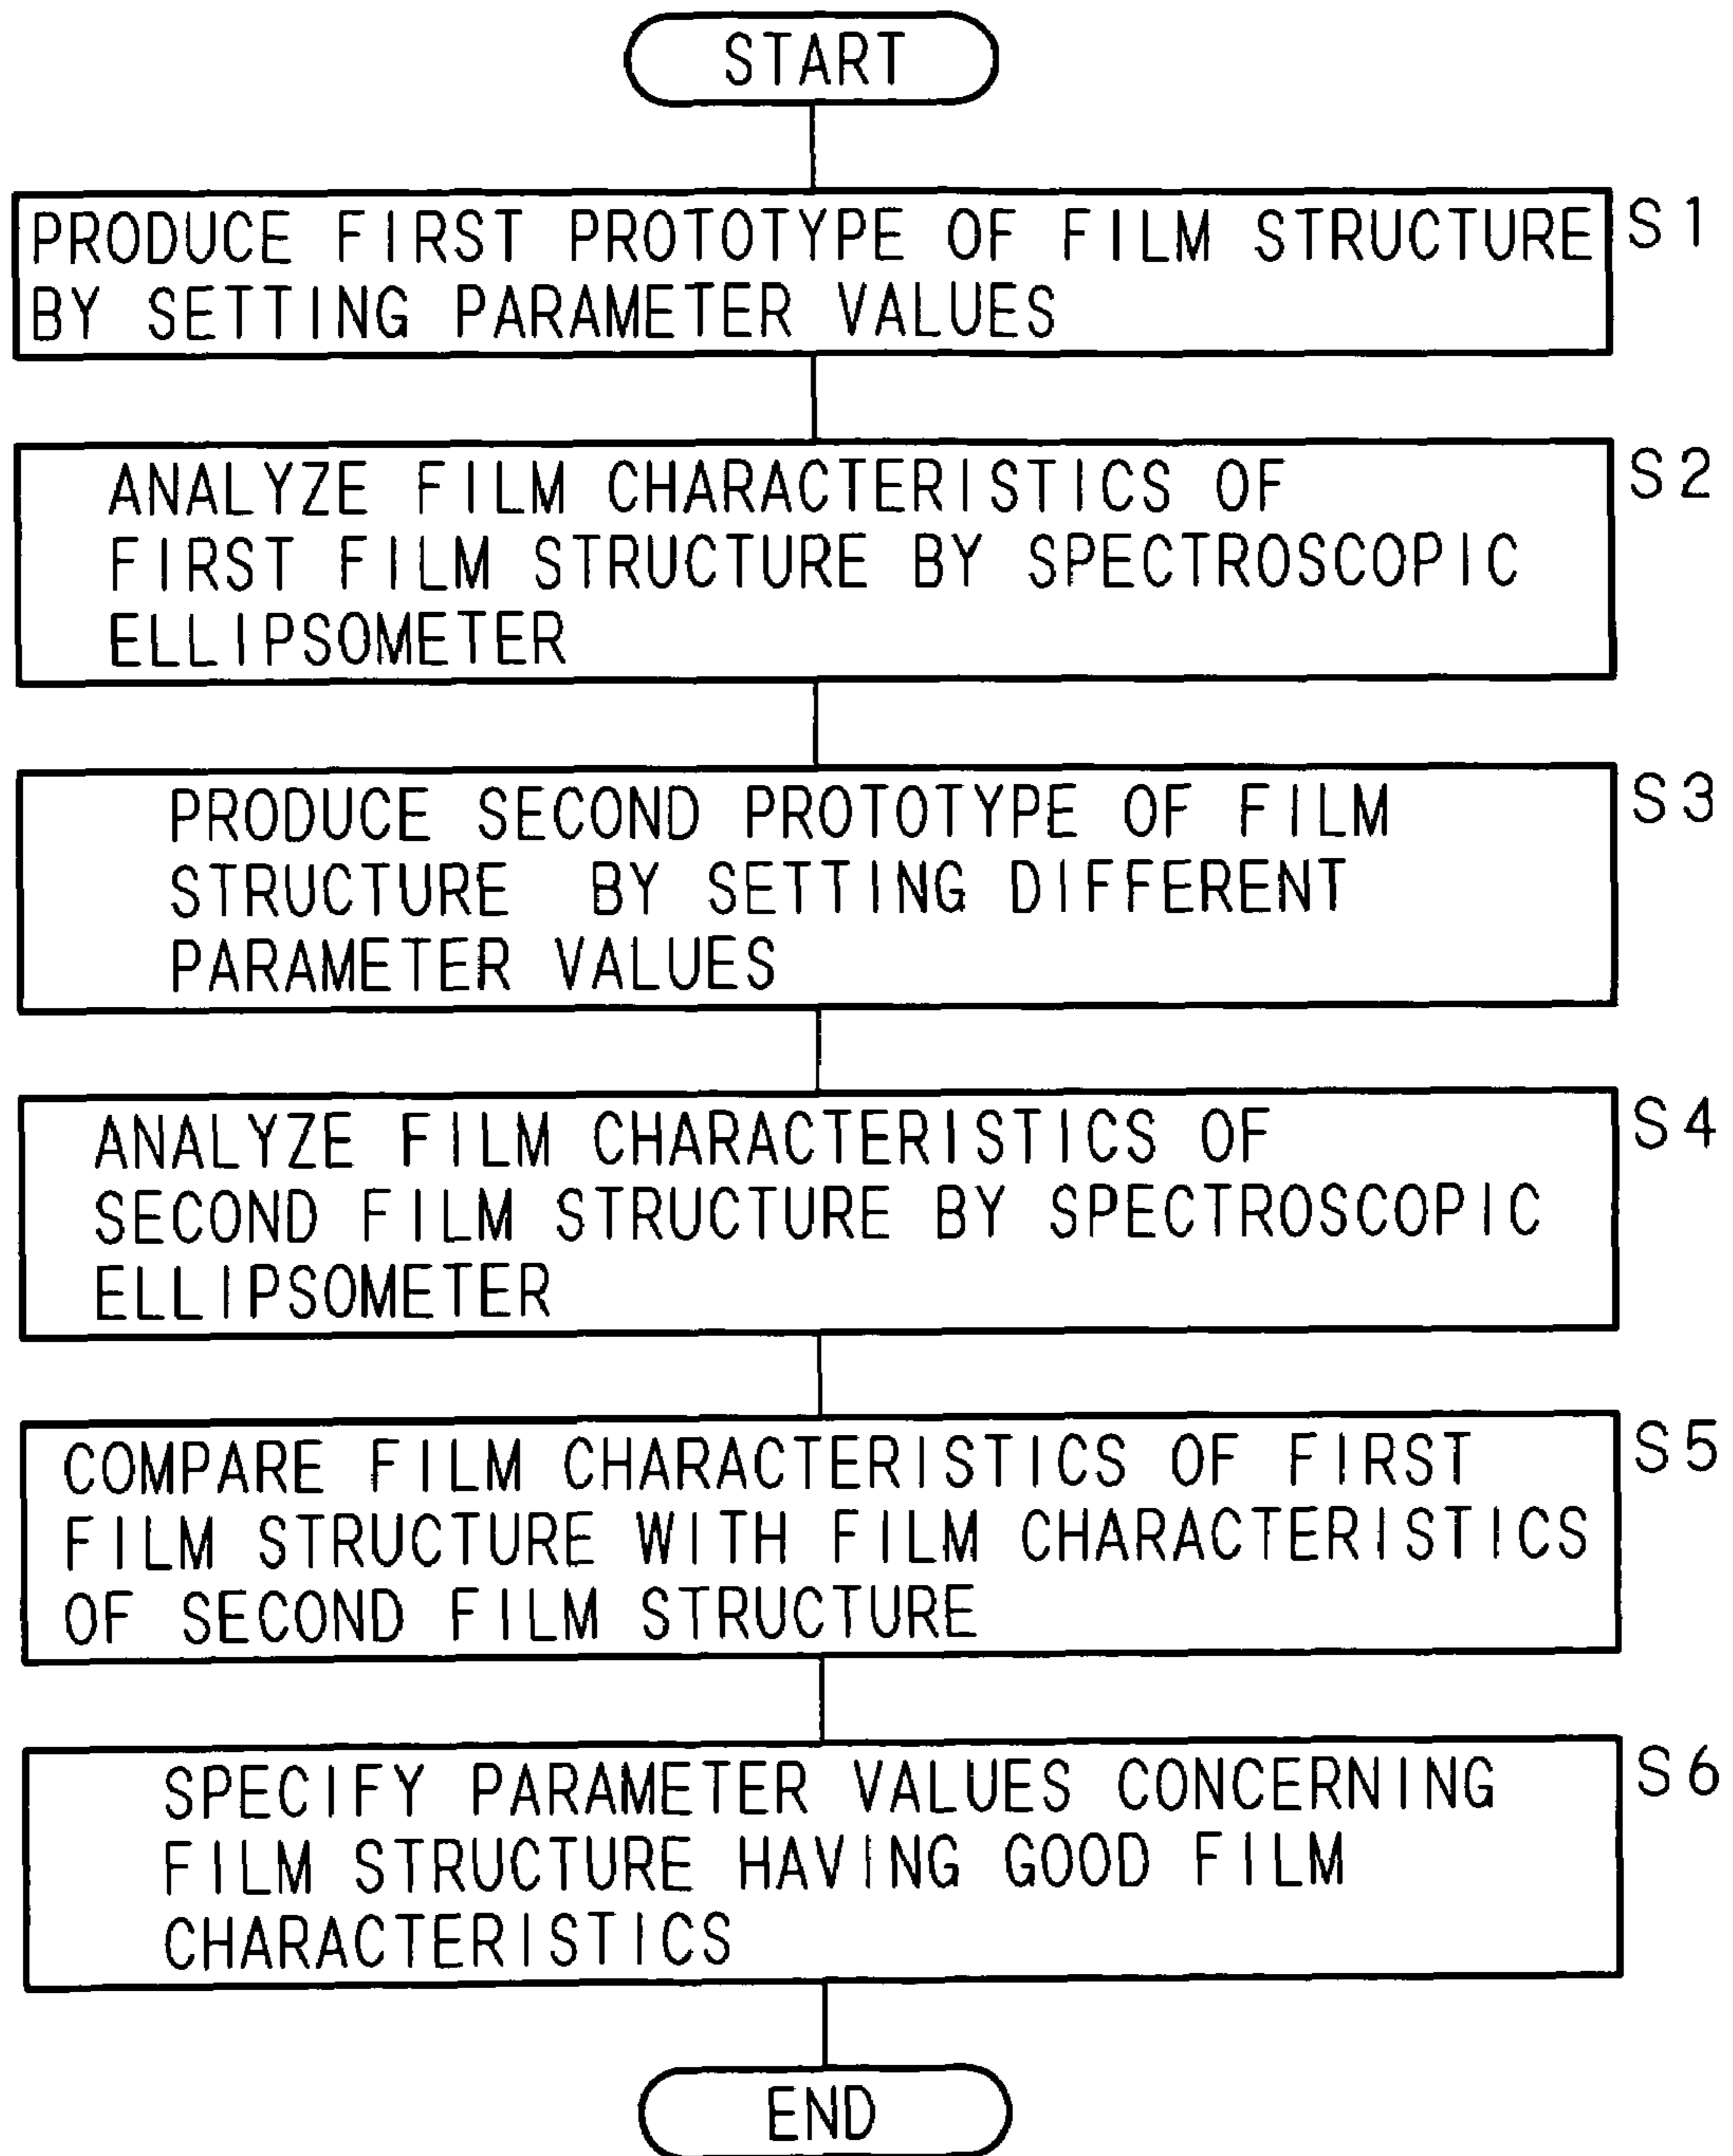 START
PRODUCE FIRST PROTOTYPE OF FILM STRUCTURE
BY SETTING PARAMETER VALUES
S1
ANALYZE FILM CHARACTERISTICS OF
FIRST FILM STRUCTURE BY SPECTROSCOPIC
ELLIPSOMETER
S2
PRODUCE SECOND PROTOTYPE OF FILM
STRUCTURE BY SETTING DIFFERENT
PARAMETER VALUES
S3
ANALYZE FILM CHARACTERISTICS OF
SECOND FILM STRUCTURE BY SPECTROSCOPIC
ELLIPSOMETER
S4
COMPARE FILM CHARACTERISTICS OF FIRST
FILM STRUCTURE WITH FILM CHARACTERISTICS
OF SECOND FILM STRUCTURE
S5
SPECIFY PARAMETER VALUES CONCERNING
FILM STRUCTURE HAVING GOOD FILM
CHARACTERISTICS
S6
END